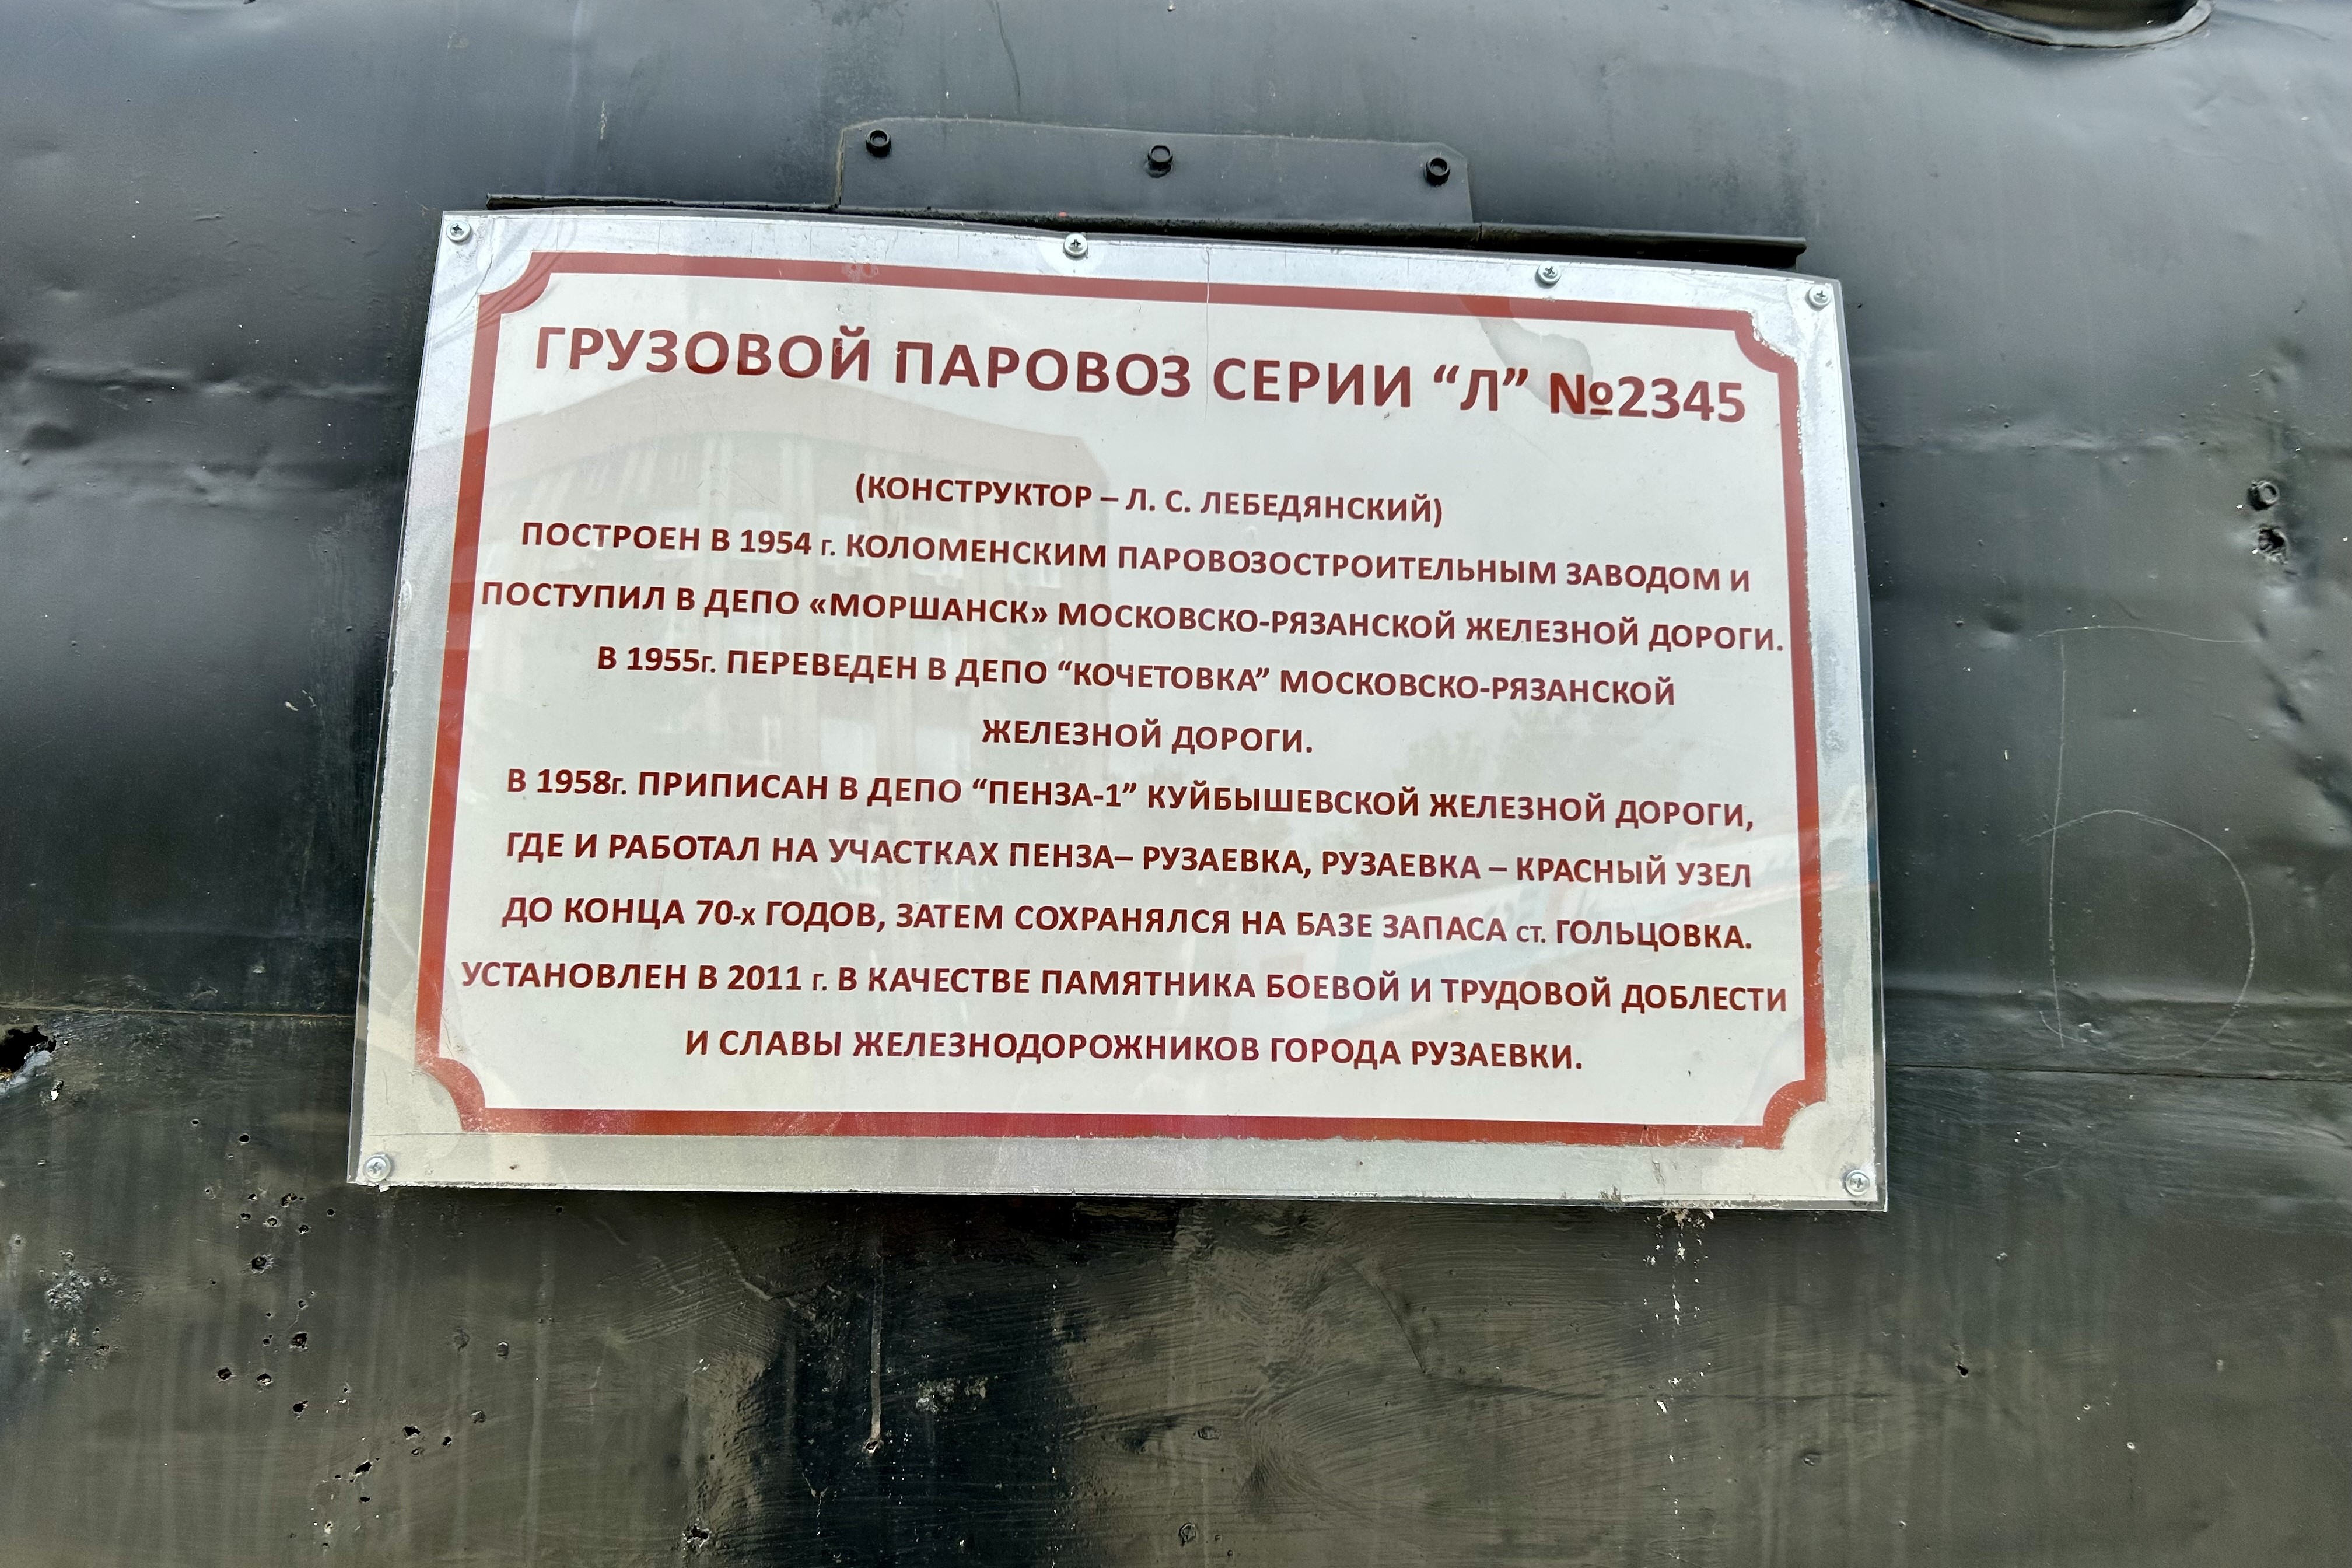 ГРУЗОВОЙ ПАРОВОЗ СЕРИИ “Л” №2345
(КОНСТРУКТОР – Л. С. ЛЕБЕДЯНСКИЙ)
ПОСТРОЕН В 1954 г. КОЛОМЕНСКИМ ПАРОВОЗОСТРОИТЕЛЬНЫМ ЗАВОДОМ И
ПОСТУПИЛ В ДЕПО «МОРШАНСК» МОСКОВСКО-РЯЗАНСКОЙ ЖЕЛЕЗНОЙ ДОРОГИ.
В 1955г. ПЕРЕВЕДЕН В ДЕПО “КОЧЕТОВКА” МОСКОВСКО-РЯЗАНСКОЙ
ЖЕЛЕЗНОЙ ДОРОГИ.
В 1958г. ПРИПИСАН В ДЕПО “ПЕНЗА-1” КУЙБЫШЕВСКОЙ ЖЕЛЕЗНОЙ ДОРОГИ,
ГДЕ И РАБОТАЛ НА УЧАСТКАХ ПЕНЗА– РУЗАЕВКА, РУЗАЕВКА – КРАСНЫЙ УЗЕЛ
ДО КОНЦА 70-х ГОДОВ, ЗАТЕМ СОХРАНЯЛСЯ НА БАЗЕ ЗАПАСА ст. ГОЛЬЦОВКА.
УСТАНОВЛЕН В 2011 г. В КАЧЕСТВЕ ПАМЯТНИКА БОЕВОЙ И ТРУДОВОЙ ДОБЛЕСТИ
И СЛАВЫ ЖЕЛЕЗНОДОРОЖНИКОВ ГОРОДА РУЗАЕВКИ.